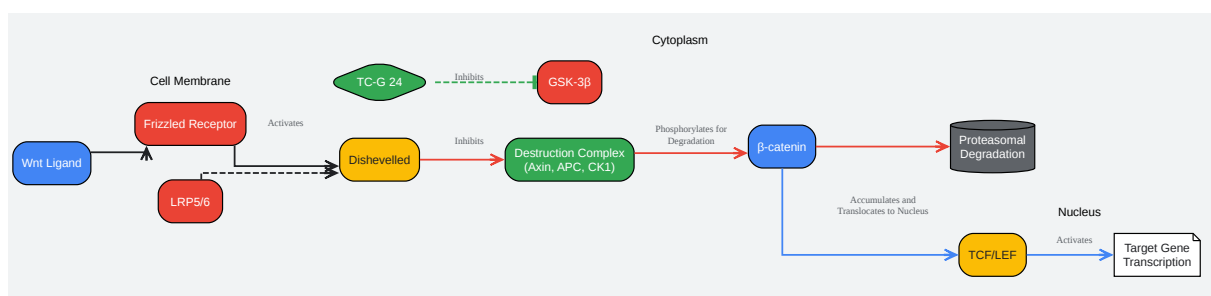 Cytoplasm
Cell Membrane
TC-G 24
Inhibits
GSK-3β
Frizzled Receptor
Activates
Wnt Ligand
LRP5/6
Dishevelled
Inhibits
Destruction Complex
(Axin, APC, CK1)
Phosphorylates for
Degradation
β-catenin
Proteasomal
Degradation
Accumulates and
Translocates to Nucleus
Nucleus
TCF/LEF
Activates
Target Gene
Transcription